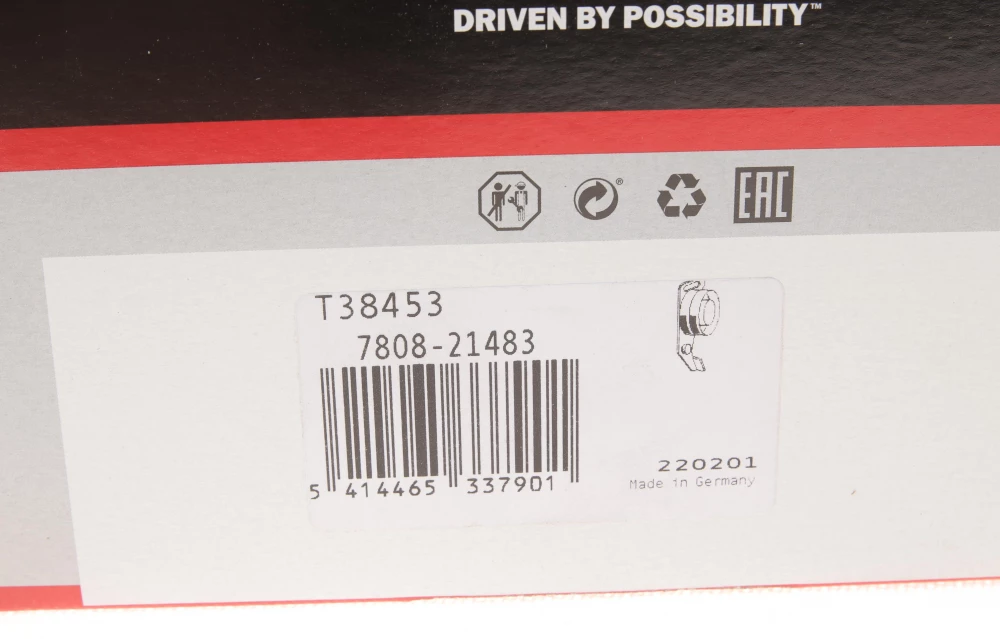 DRIVEN BY POSSIBILITY™
®
EAC
T38453
7808-21483
5 414465 337901
220201
Made in Germany